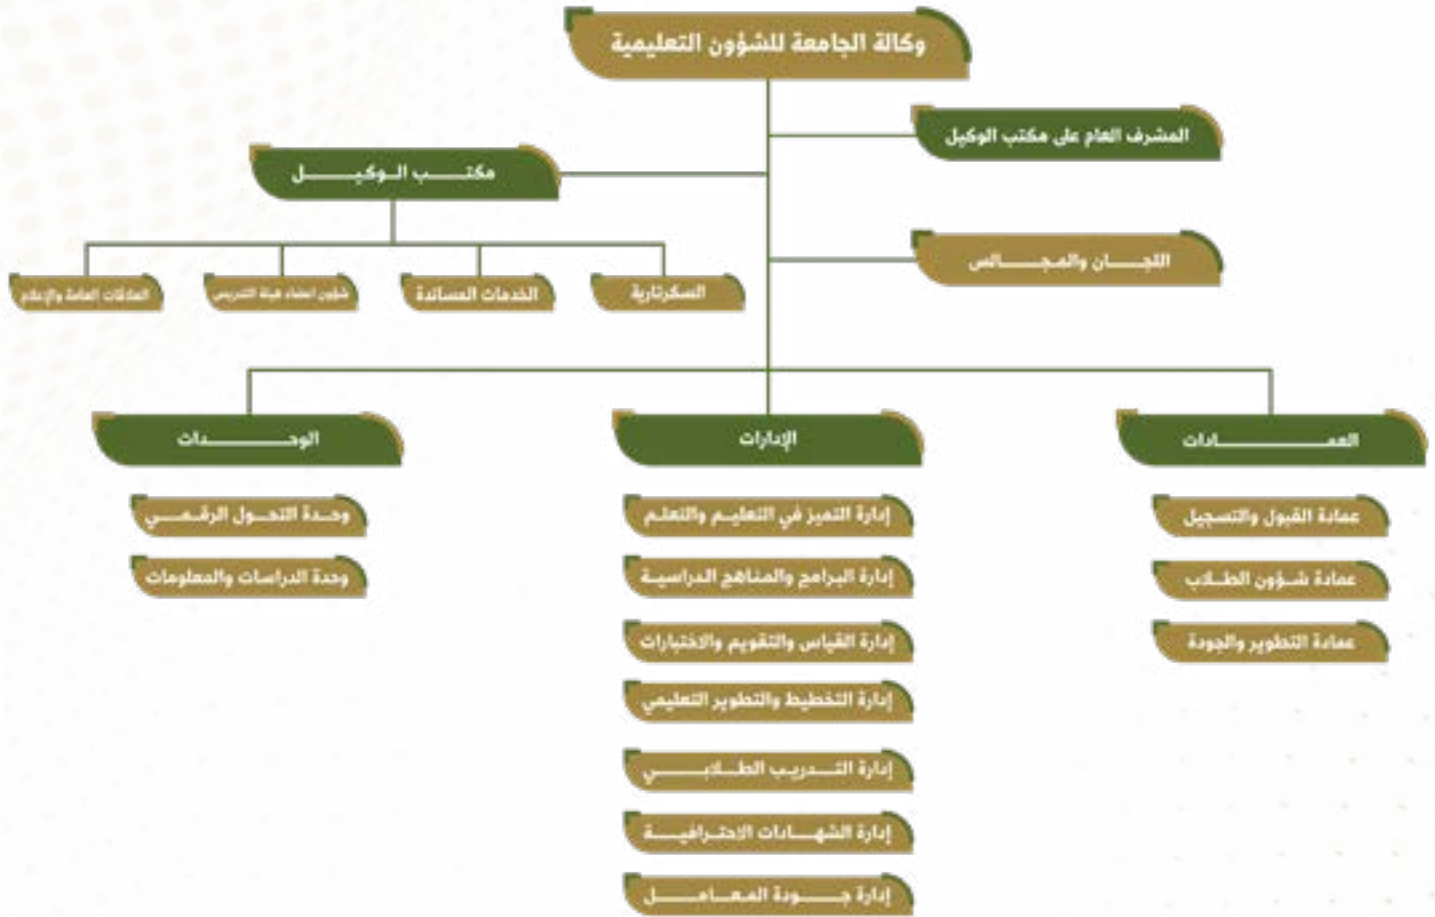 وكالة الجامعة للشؤون التعليمية
المشرف العام على مكتب الوكيل
مكتب الوكيل
اللجان والمجالس
السكرتارية
الخدمات المساندة
شؤون أعضاء هيئة التدريس
العلاقات العامة والإعلام
العمادات
الإدارات
الوحدات
عمادة القبول والتسجيل
عمادة شؤون الطلاب
عمادة التطوير والجودة
إدارة التميز في التعليم والتعلم
إدارة البرامج والمناهج الدراسية
إدارة القياس والتقويم والاختبارات
إدارة التخطيط والتطوير التعليمي
إدارة التدريب الطلابي
إدارة الشهادات الاحترافية
إدارة جودة المعامل
وحدة التحول الرقمي
وحدة الدراسات والمعلومات